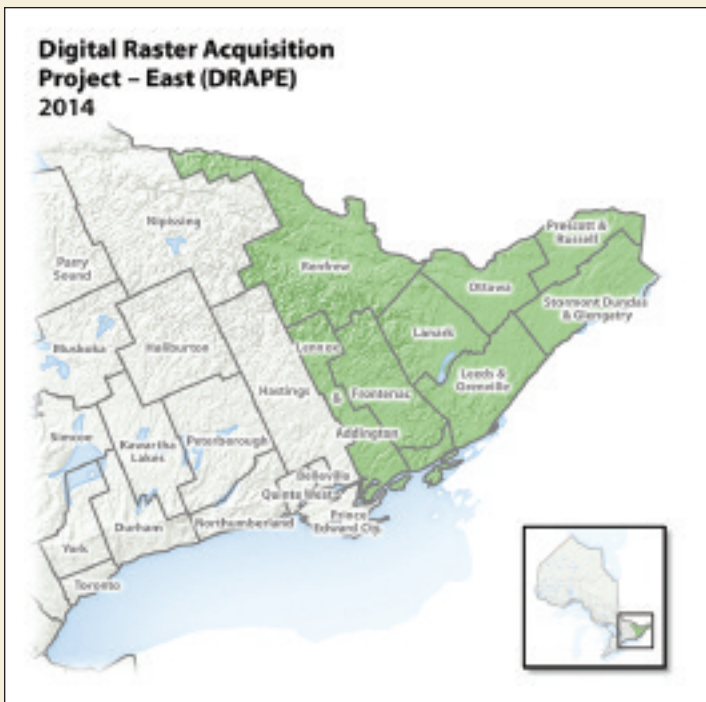 Digital Raster Acquisition
Project – East (DRAPE)
2014
Nipissing
Prescott &
Russell
Parry
Sound
Renfrew
Ottawa
Stormont Dundas
& Glengarry
Muskoka
Haliburton
Lennox
Lanark
Hastings
&
Frontenac
Leeds &
Grenville
Simcoe
Kawartha
Lakes
Peterborough
Addington
Belleville
Quinte West
Durham
Northumberland
Prince
Edward Cty.
York
Toronto